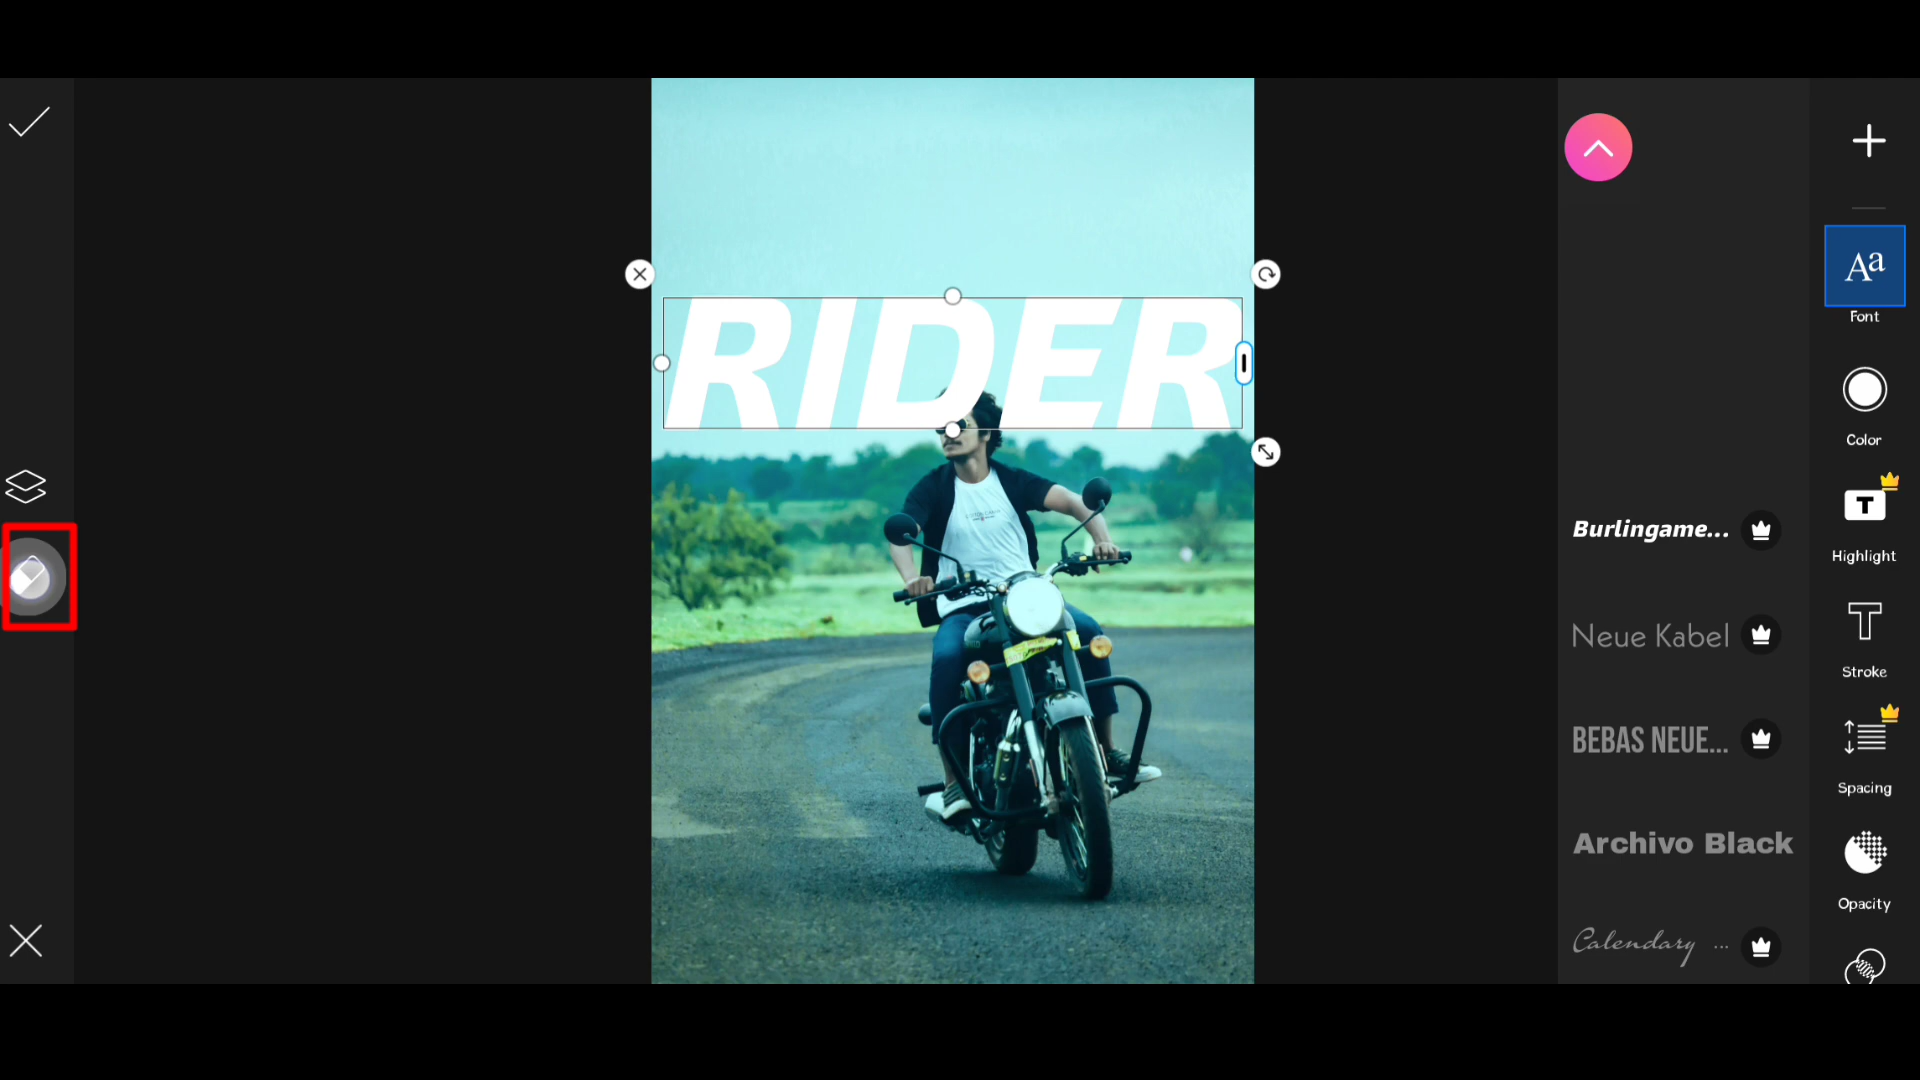 RIDER
Font
Color
T
Highlight
T
Stroke
Spacing
Opacity
Aa
Burlingame...
Neue Kabel
BEBAS NEUE...
Archivo Black
Calendary ...